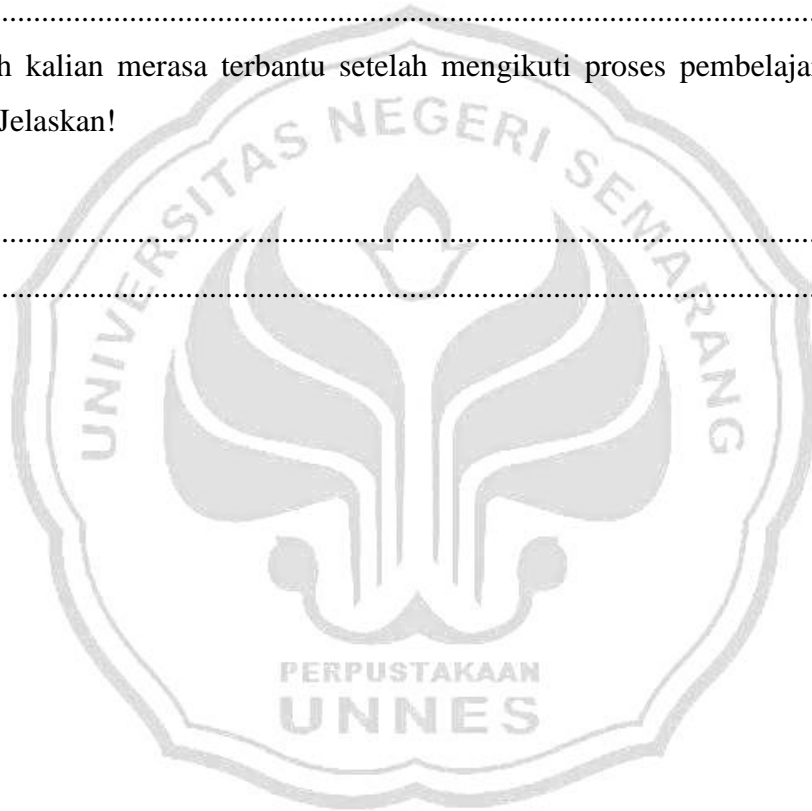 ................................................................................
h kalian merasa terbantu setelah mengikuti proses pembelaja
Jelaskan!
................................................................................
................................................................................
UNIVERSITAS NEGERI SEMARANG
PERPUSTAKAAN
UNNES